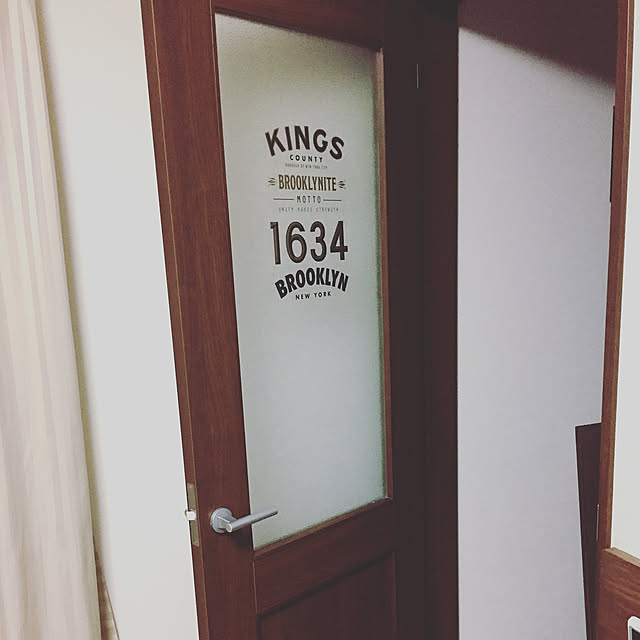 KINGS
COUNTY
BOROUGH OF NEW YORK CITY
BROOKLYNITE
MOTTO
UNITY MAKES STRENGTH
1634
BROOKLYN
NEW YORK